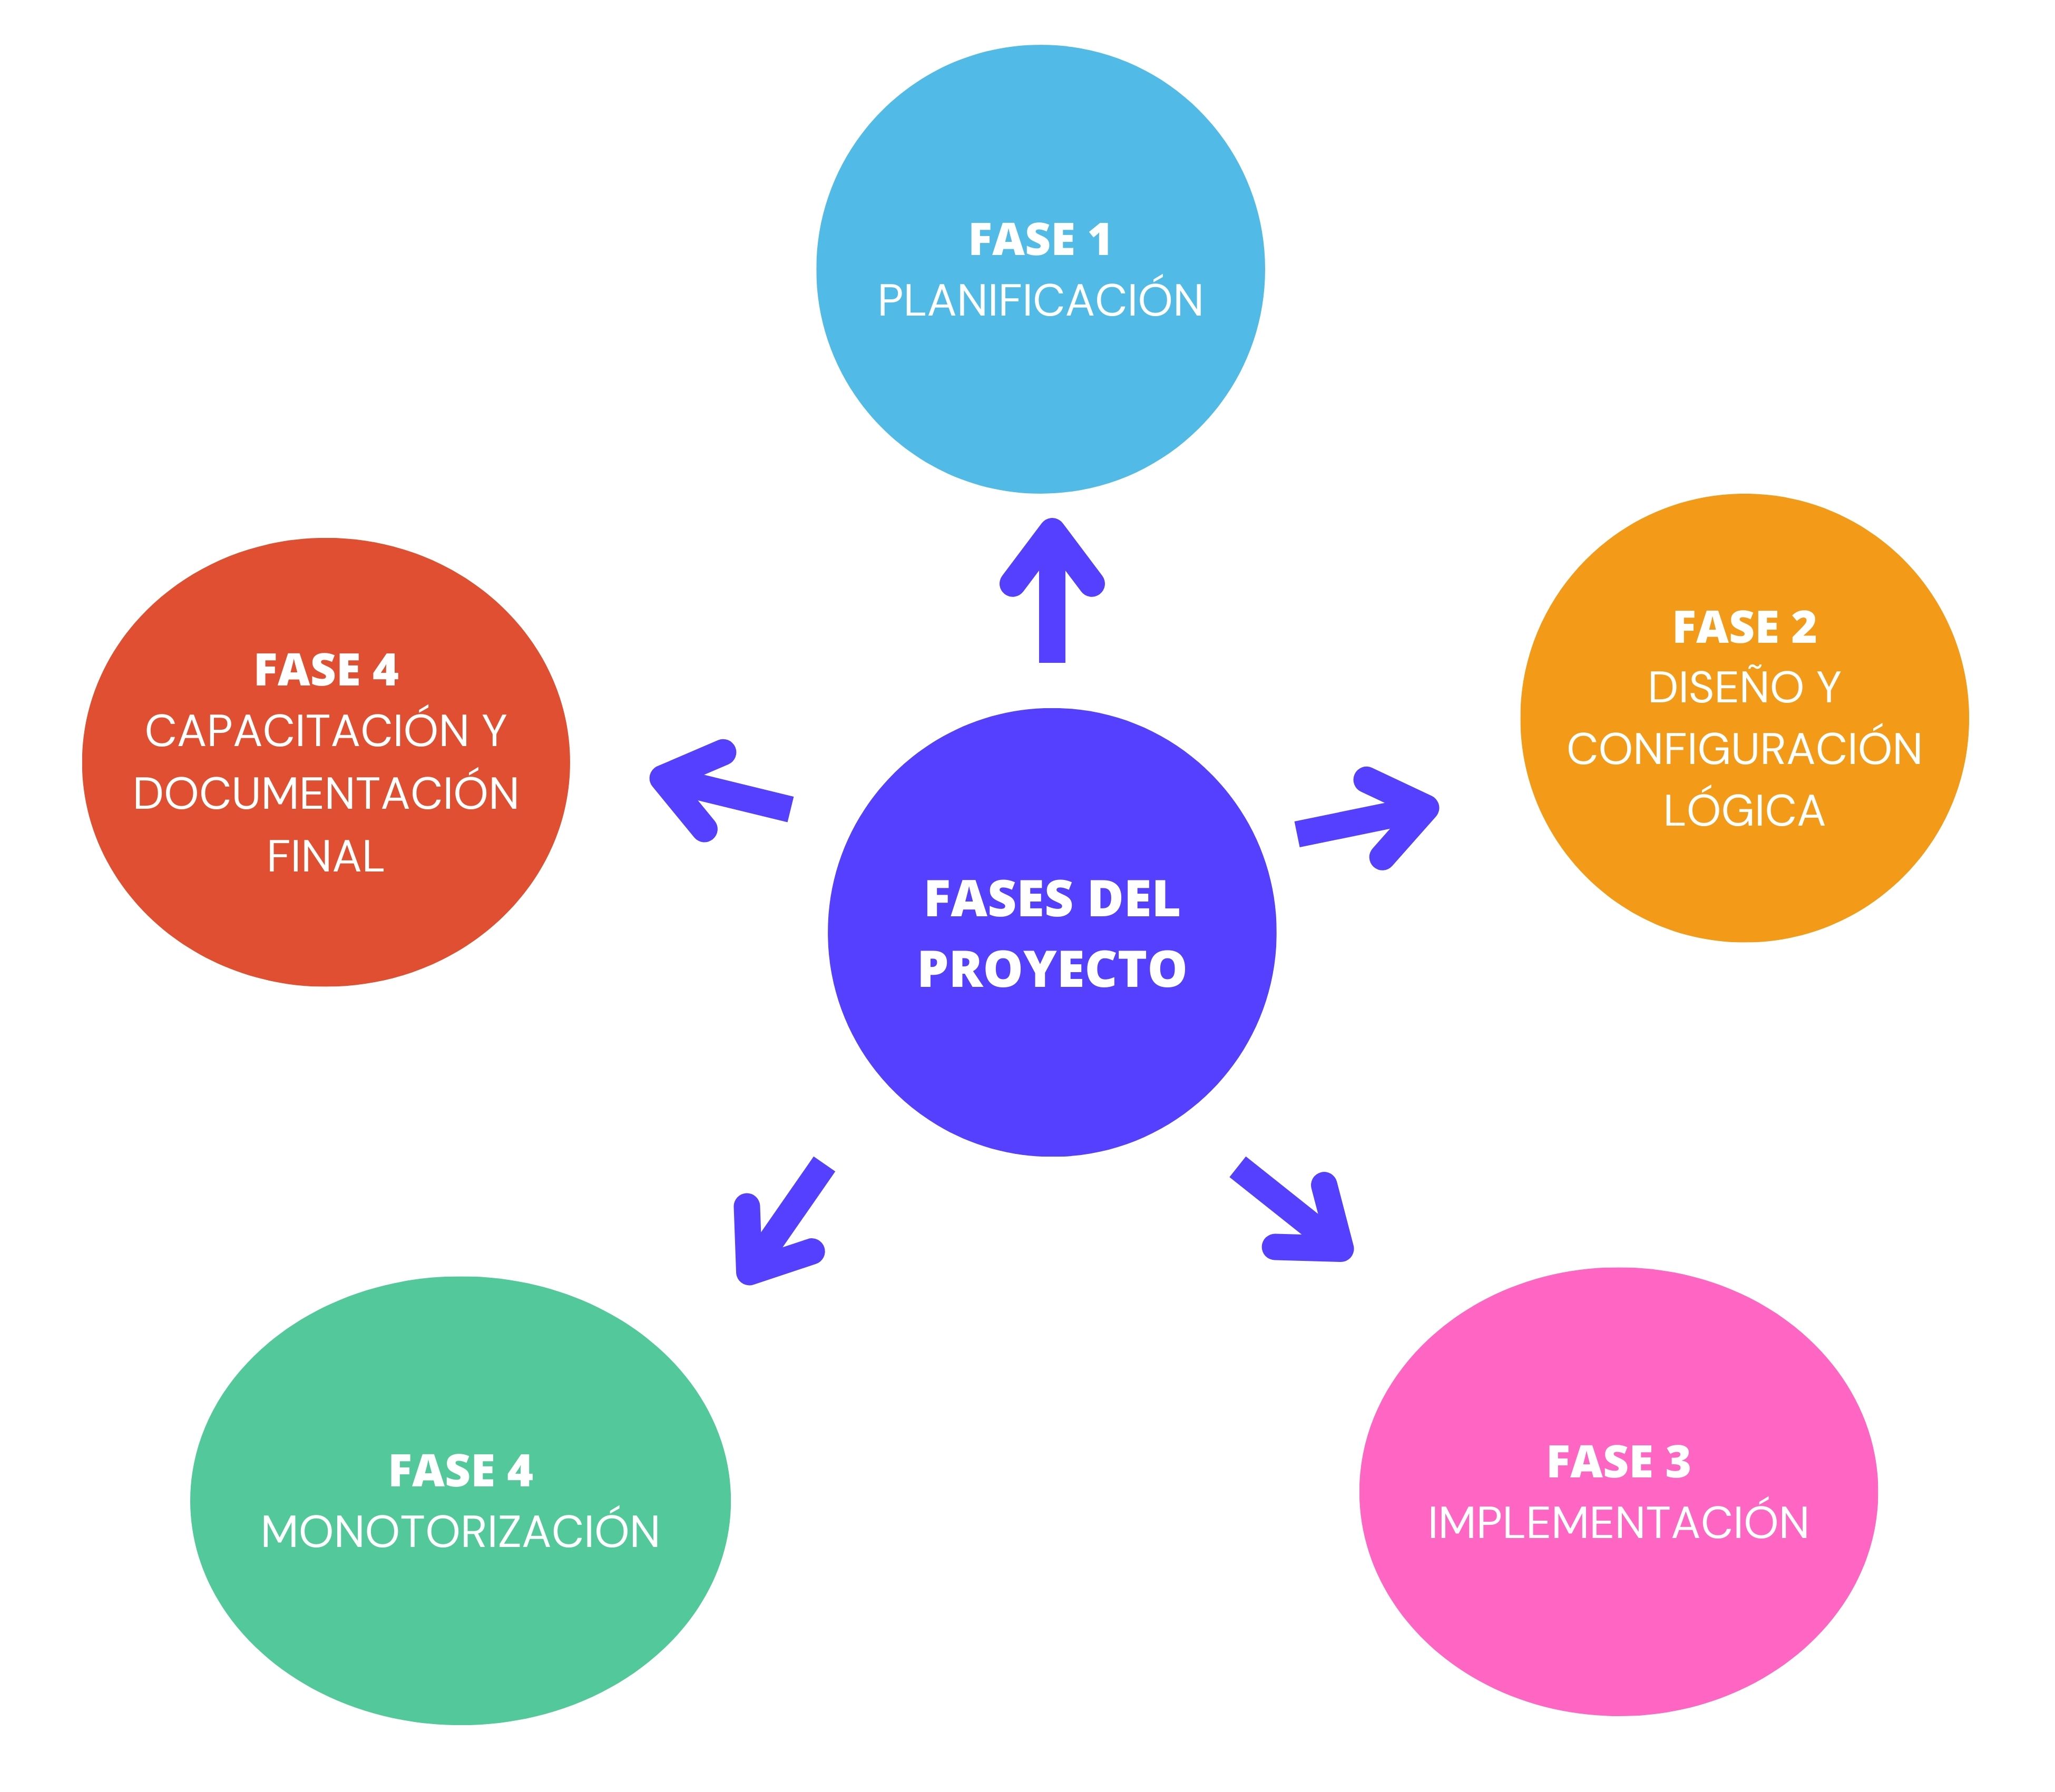 FASE 1
PLANIFICACIÓN
FASE 2
DISEÑO Y
CONFIGURACIÓN
LÓGICA
FASE 4
CAPACITACIÓN Y
DOCUMENTACIÓN
FINAL
FASES DEL
PROYECTO
FASE 3
IMPLEMENTACIÓN
FASE 4
MONOTORIZACIÓN